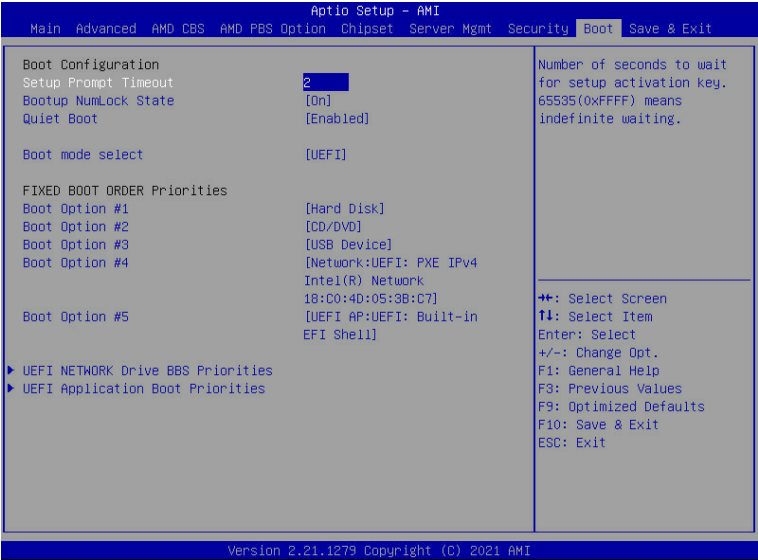 Aptio Setup - AMI
Main Advanced AMD CBS AMD PBS Option Chipset Server Mgmt Security Boot Save & Exit
Boot Configuration
Setup Prompt Timeout 2
Bootup NumLock State [On]
Quiet Boot [Enabled]
Boot mode select [UEFI]
FIXED BOOT ORDER Priorities
Boot Option #1 [Hard Disk]
Boot Option #2 [CD/DVD]
Boot Option #3 [USB Device]
Boot Option #4 [Network:UEFI: PXE IPv4
Intel(R) Network
18:C0:4D:05:3B:C7]
Boot Option #5 [UEFI AP:UEFI: Built-in
EFI Shell]
UEFI NETWORK Drive BBS Priorities
UEFI Application Boot Priorities
Number of seconds to wait
for setup activation key.
65535(0xFFFF) means
indefinite waiting.
→←: Select Screen
↑↓: Select Item
Enter: Select
+/-: Change Opt.
F1: General Help
F3: Previous Values
F9: Optimized Defaults
F10: Save & Exit
ESC: Exit
Version 2.21.1279 Copyright (C) 2021 AMI